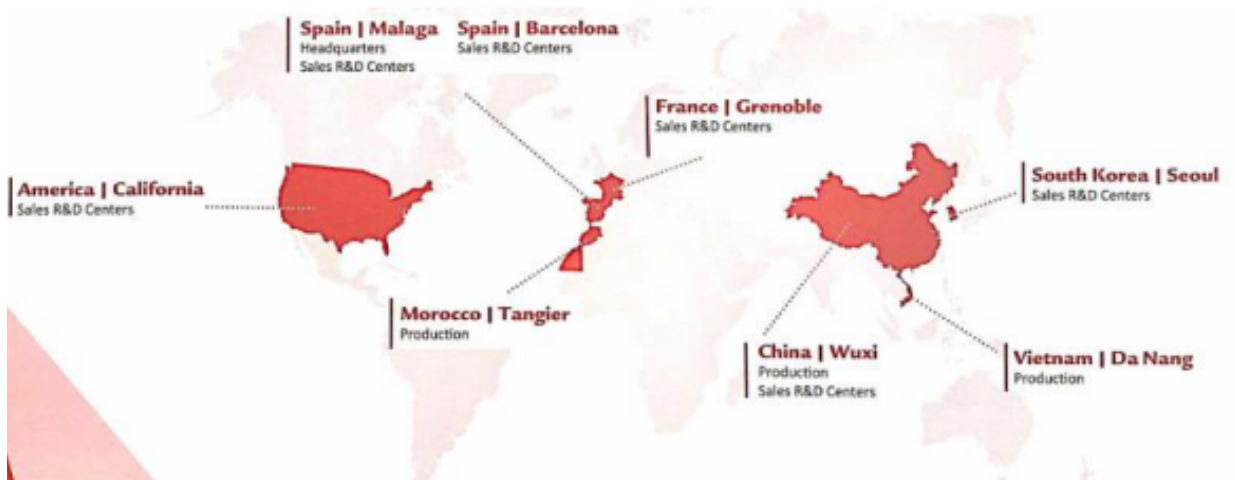 Spain | Malaga
Headquarters
Sales R&D Centers
Spain | Barcelona
Sales R&D Centers
France | Grenoble
Sales R&D Centers
America | California
Sales R&D Centers
South Korea | Seoul
Sales R&D Centers
Morocco | Tangier
Production
China | Wuxi
Production
Sales R&D Centers
Vietnam | Da Nang
Production